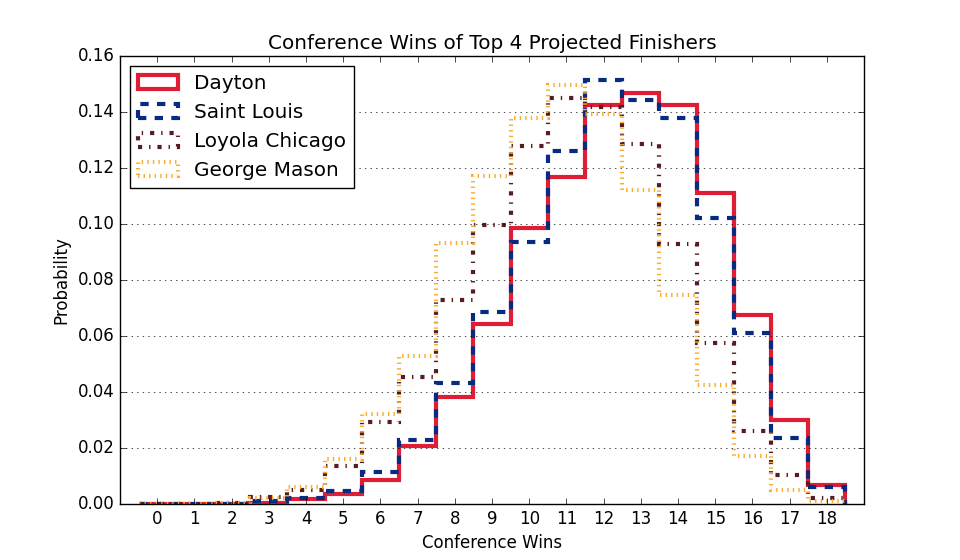 Conference Wins of Top 4 Projected Finishers
0.16
0.14
0.12
0.10
0.08
0.06
0.04
0.02
0.00
Probability
Dayton
Saint Louis
Loyola Chicago
George Mason
0 1 2 3 4 5 6 7 8 9 10 11 12 13 14 15 16 17 18
Conference Wins